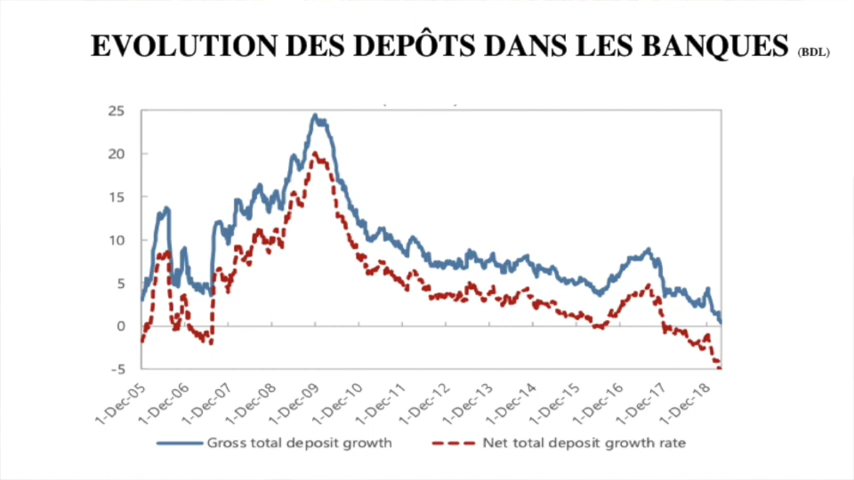 EVOLUTION DES DEPÔTS DANS LES BANQUES (BDL)
25
20
15
10
5
0
-5
1-Dec-05 1-Dec-06 1-Dec-07 1-Dec-08 1-Dec-09 1-Dec-10 1-Dec-11 1-Dec-12 1-Dec-13 1-Dec-14 1-Dec-15 1-Dec-16 1-Dec-17 1-Dec-18
Gross total deposit growth Net total deposit growth rate